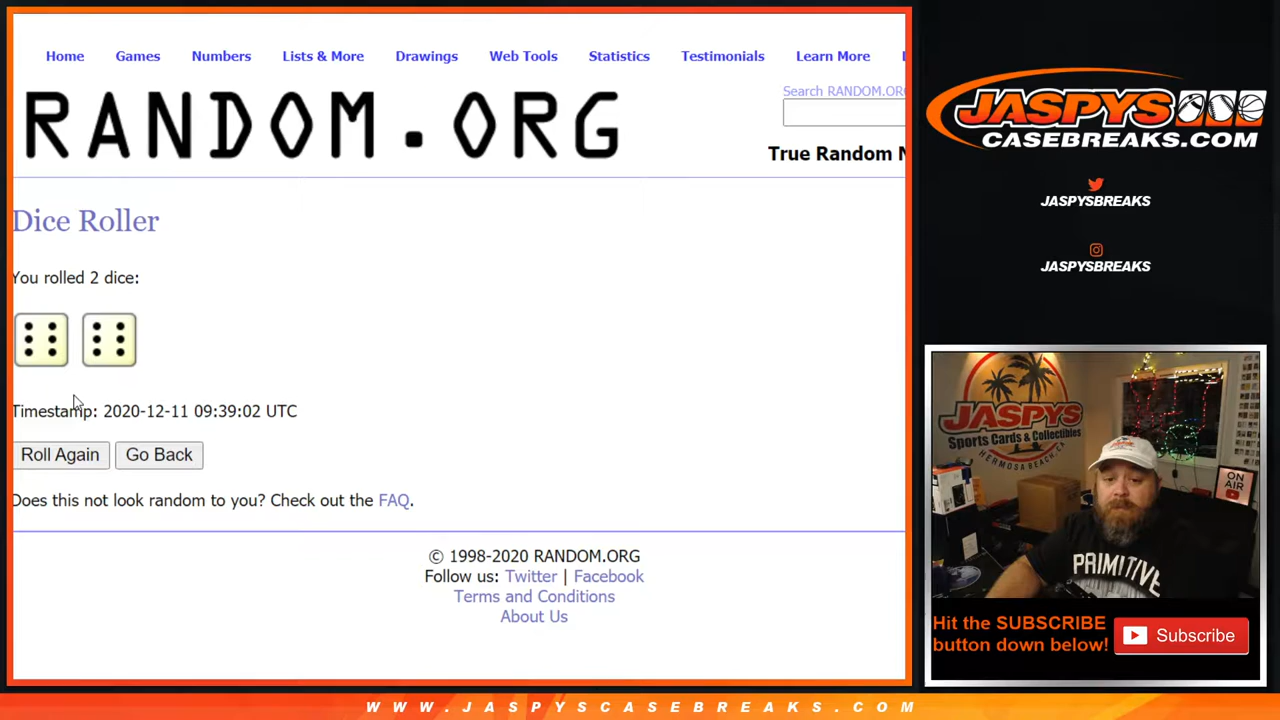 Home Games Numbers Lists & More Drawings Web Tools Statistics Testimonials Learn More
RANDOM.ORG
Search RANDOM.ORG
True Random N
Dice Roller
You rolled 2 dice:
Timestamp: 2020-12-11 09:39:02 UTC
Roll Again Go Back
Does this not look random to you? Check out the FAQ.
© 1998-2020 RANDOM.ORG
Follow us: Twitter | Facebook
Terms and Conditions
About Us
JASPYS
CASEBREAKS.COM
JASPYSBREAKS
JASPYSBREAKS
JASPYS
Sports Cards & Collectibles
HERMOSA BEACH, CA
ON
AIR
PRIMITIVE
Hit the SUBSCRIBE
button down below!
Subscribe
WWW.JASPYSCASEBREAKS.COM